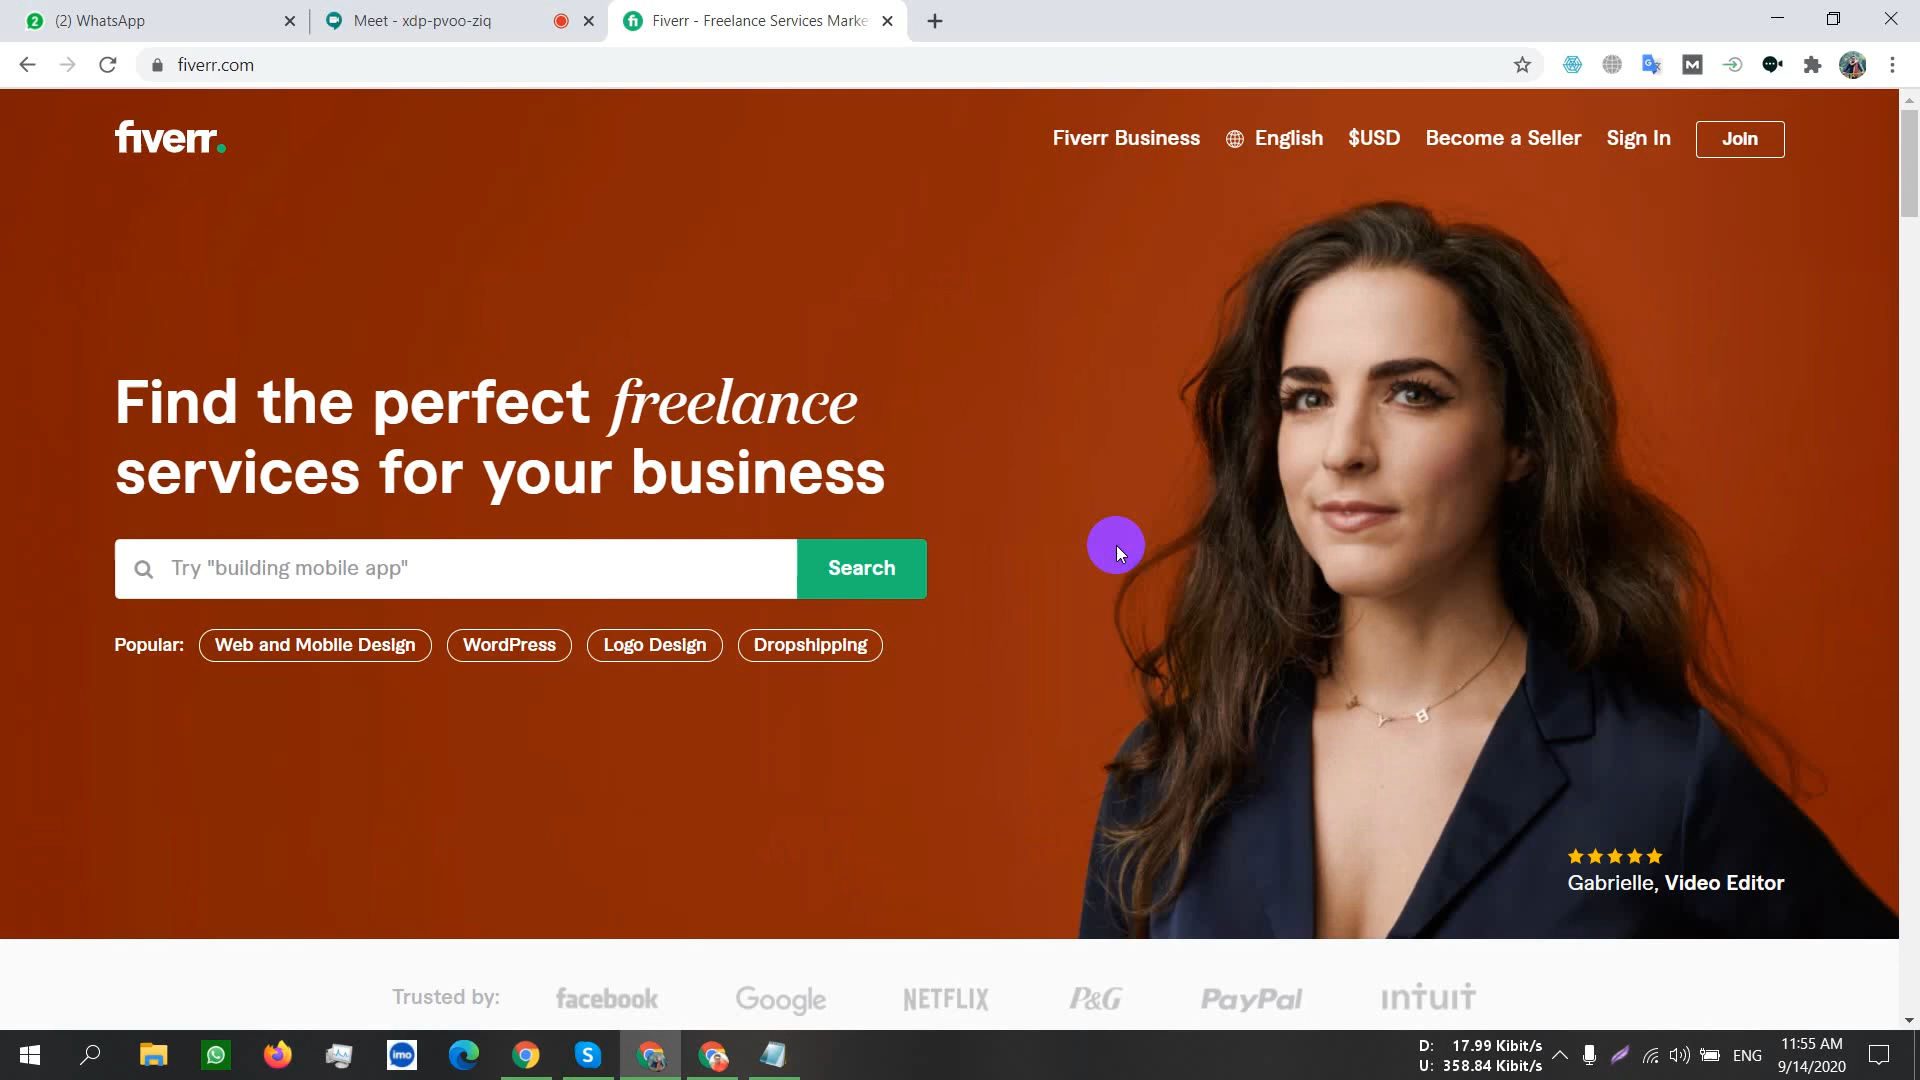 (2) WhatsApp
Meet - xdp-pvoo-ziq
Fiverr - Freelance Services Marke
fiverr.com
fiverr.
Fiverr Business English $USD Become a Seller Sign In Join
Find the perfect freelance
services for your business
Try "building mobile app" Search
Popular: Web and Mobile Design WordPress Logo Design Dropshipping
Gabrielle, Video Editor
Trusted by: facebook Google NETFLIX P&G PayPal intuit
imo
D: 17.99 Kibit/s
U: 358.84 Kibit/s
ENG
11:55 AM
9/14/2020